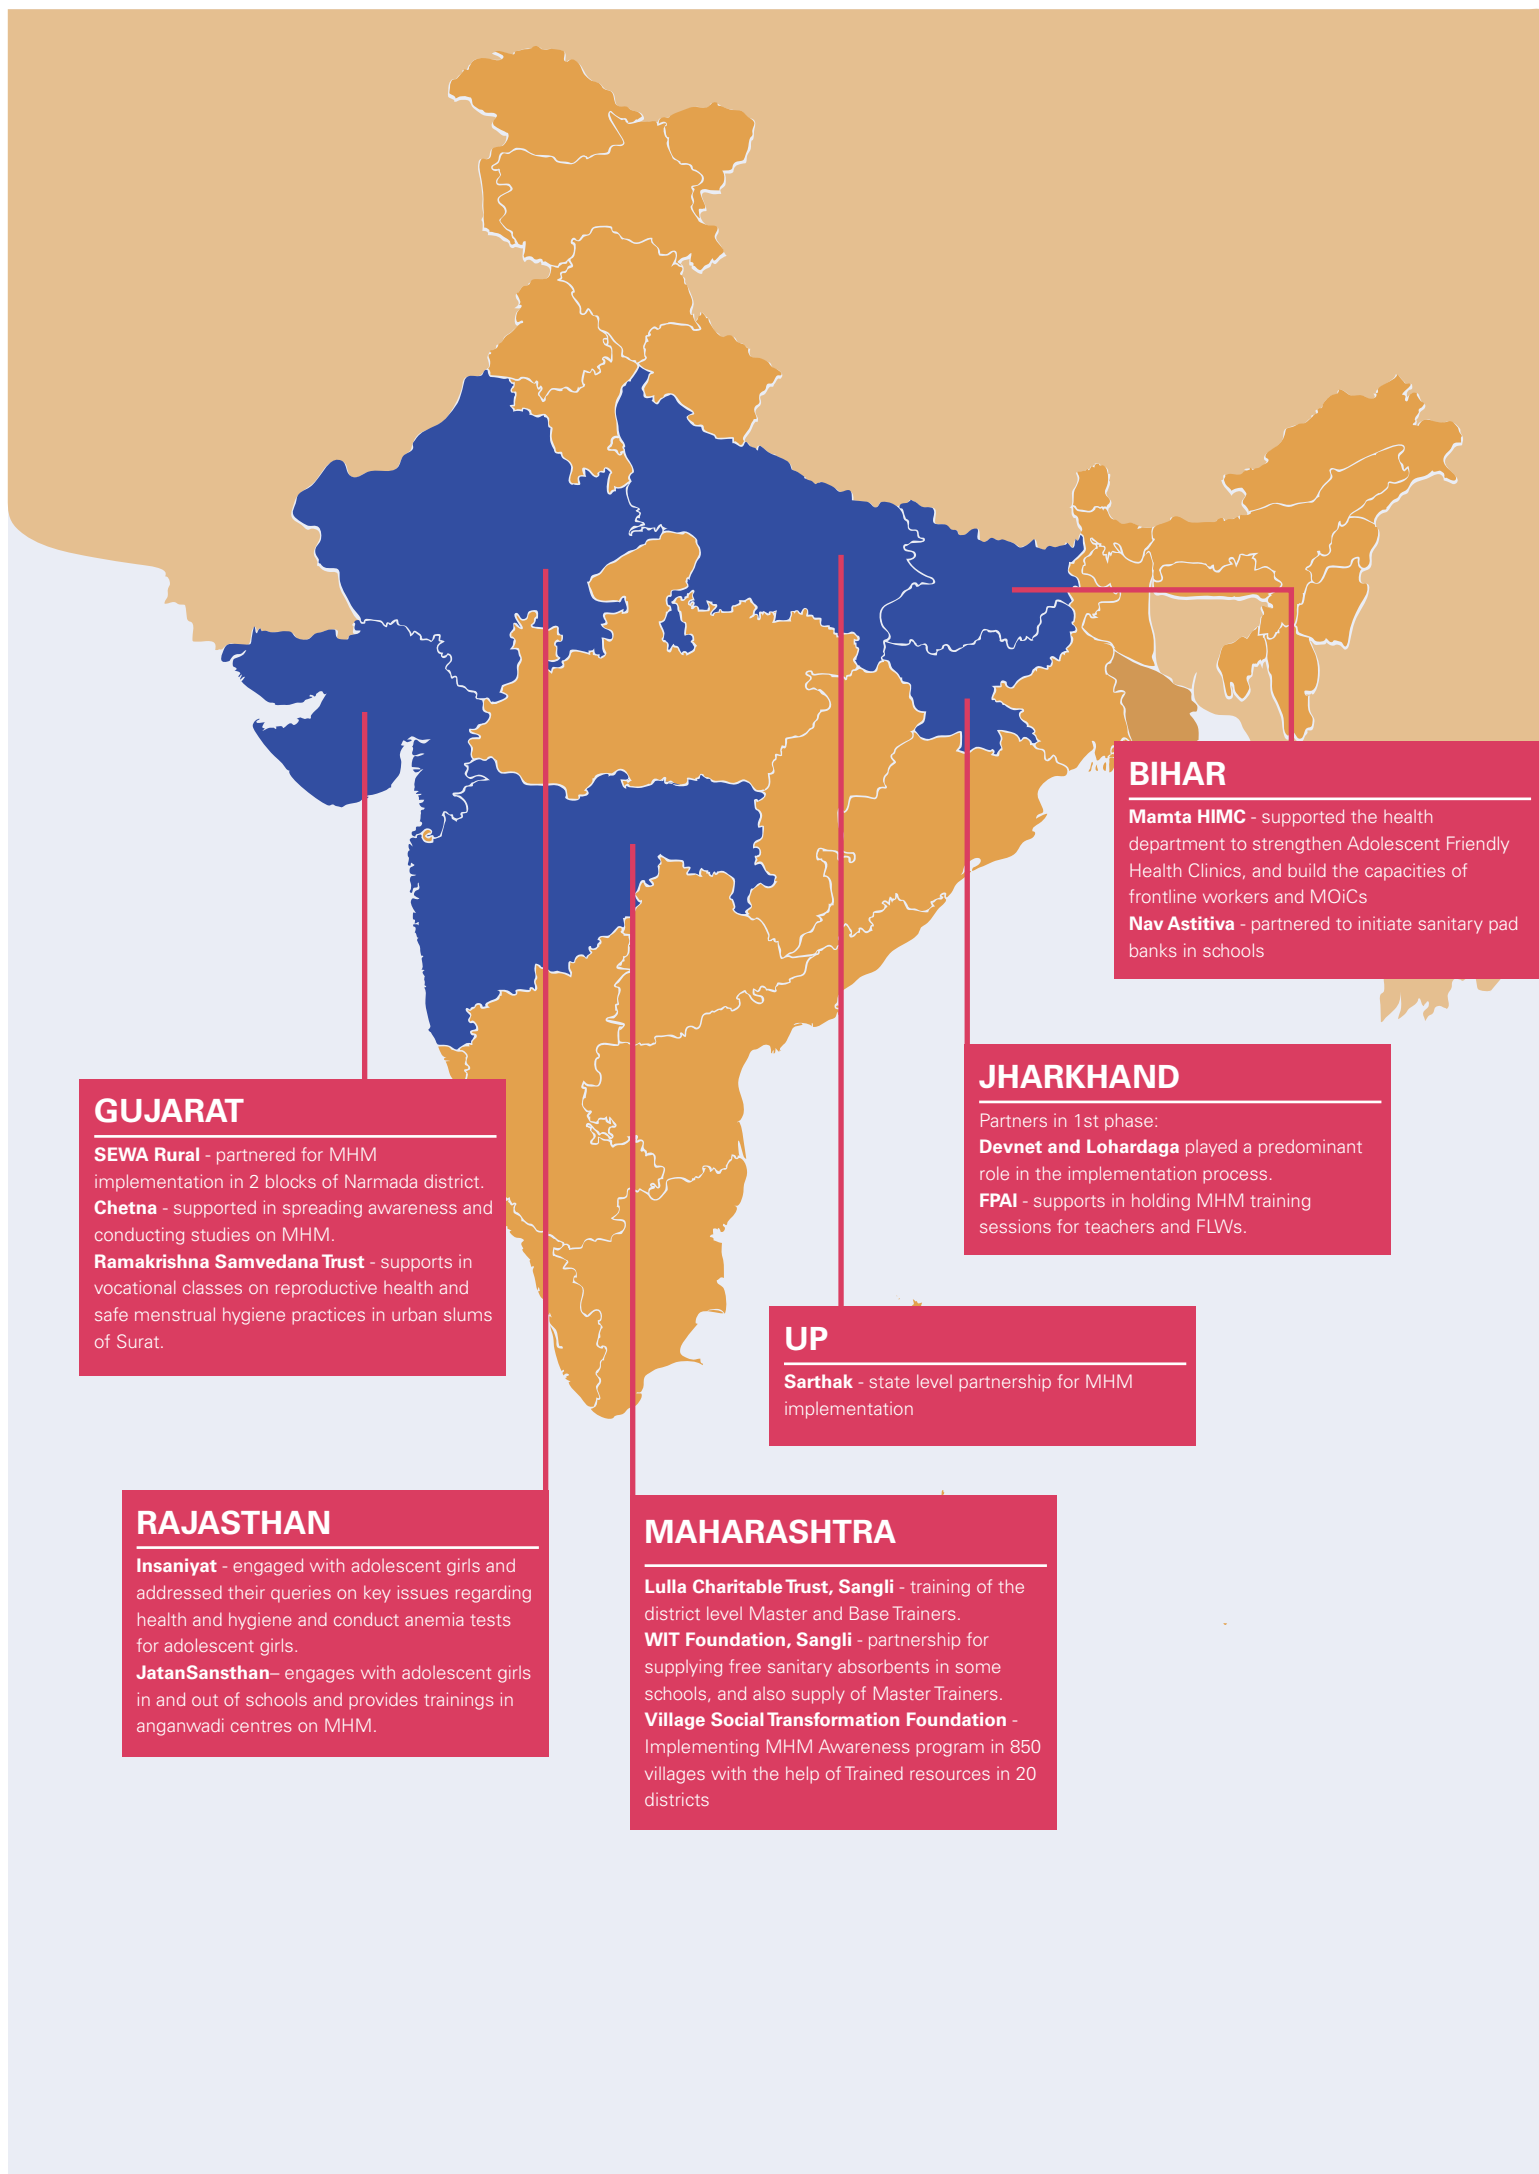 BIHAR
Mamta HIMC - supported the health
department to strengthen Adolescent Friendly
Health Clinics, and build the capacities of
frontline workers and MOiCs
Nav Astitiva - partnered to initiate sanitary pad
banks in schools
JHARKHAND
Partners in 1st phase:
Devnet and Lohardaga played a predominant
role in the implementation process.
FPAI - supports in holding MHM training
sessions for teachers and FLWs.
GUJARAT
SEWA Rural - partnered for MHM
implementation in 2 blocks of Narmada district.
Chetna - supported in spreading awareness and
conducting studies on MHM.
Ramakrishna Samvedana Trust - supports in
vocational classes on reproductive health and
safe menstrual hygiene practices in urban slums
of Surat.
UP
Sarthak - state level partnership for MHM
implementation
RAJASTHAN
Insaniyat - engaged with adolescent girls and
addressed their queries on key issues regarding
health and hygiene and conduct anemia tests
for adolescent girls.
JatanSansthan– engages with adolescent girls
in and out of schools and provides trainings in
anganwadi centres on MHM.
MAHARASHTRA
Lulla Charitable Trust, Sangli - training of the
district level Master and Base Trainers.
WIT Foundation, Sangli - partnership for
supplying free sanitary absorbents in some
schools, and also supply of Master Trainers.
Village Social Transformation Foundation -
Implementing MHM Awareness program in 850
villages with the help of Trained resources in 20
districts